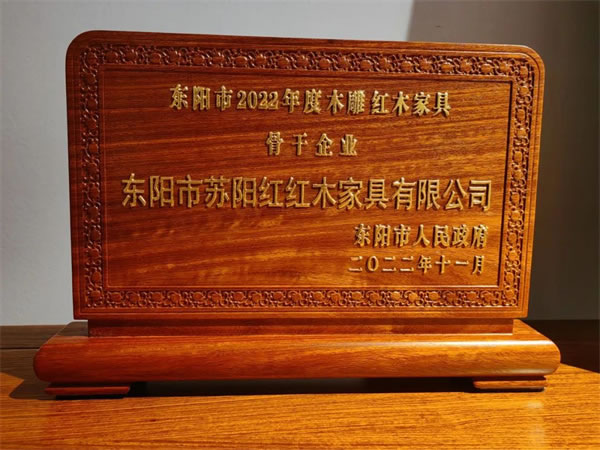 东阳市2022年度木雕红木家具
骨干企业
东阳市苏阳红红木家具有限公司
东阳市人民政府
二〇二二年十一月